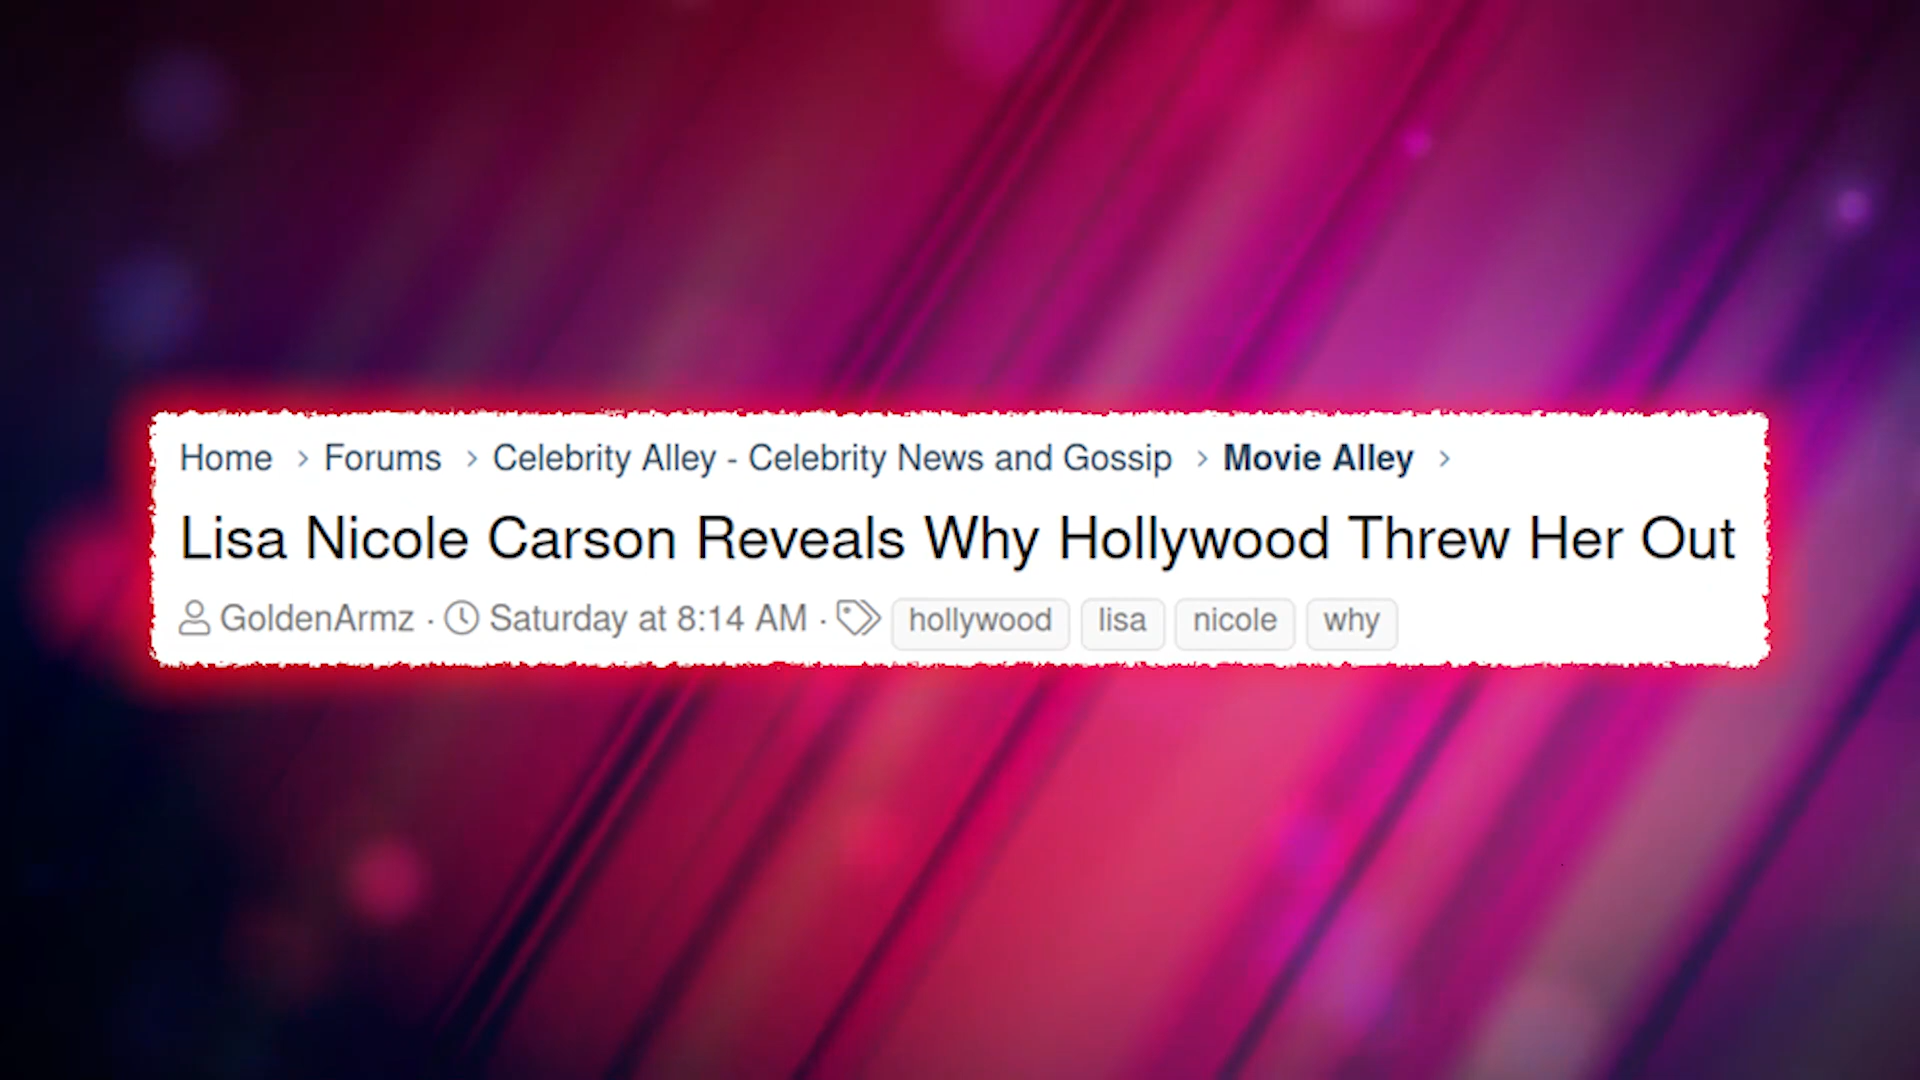 Home > Forums > Celebrity Alley - Celebrity News and Gossip > Movie Alley >
Lisa Nicole Carson Reveals Why Hollywood Threw Her Out
GoldenArmz · Saturday at 8:14 AM · hollywood lisa nicole why